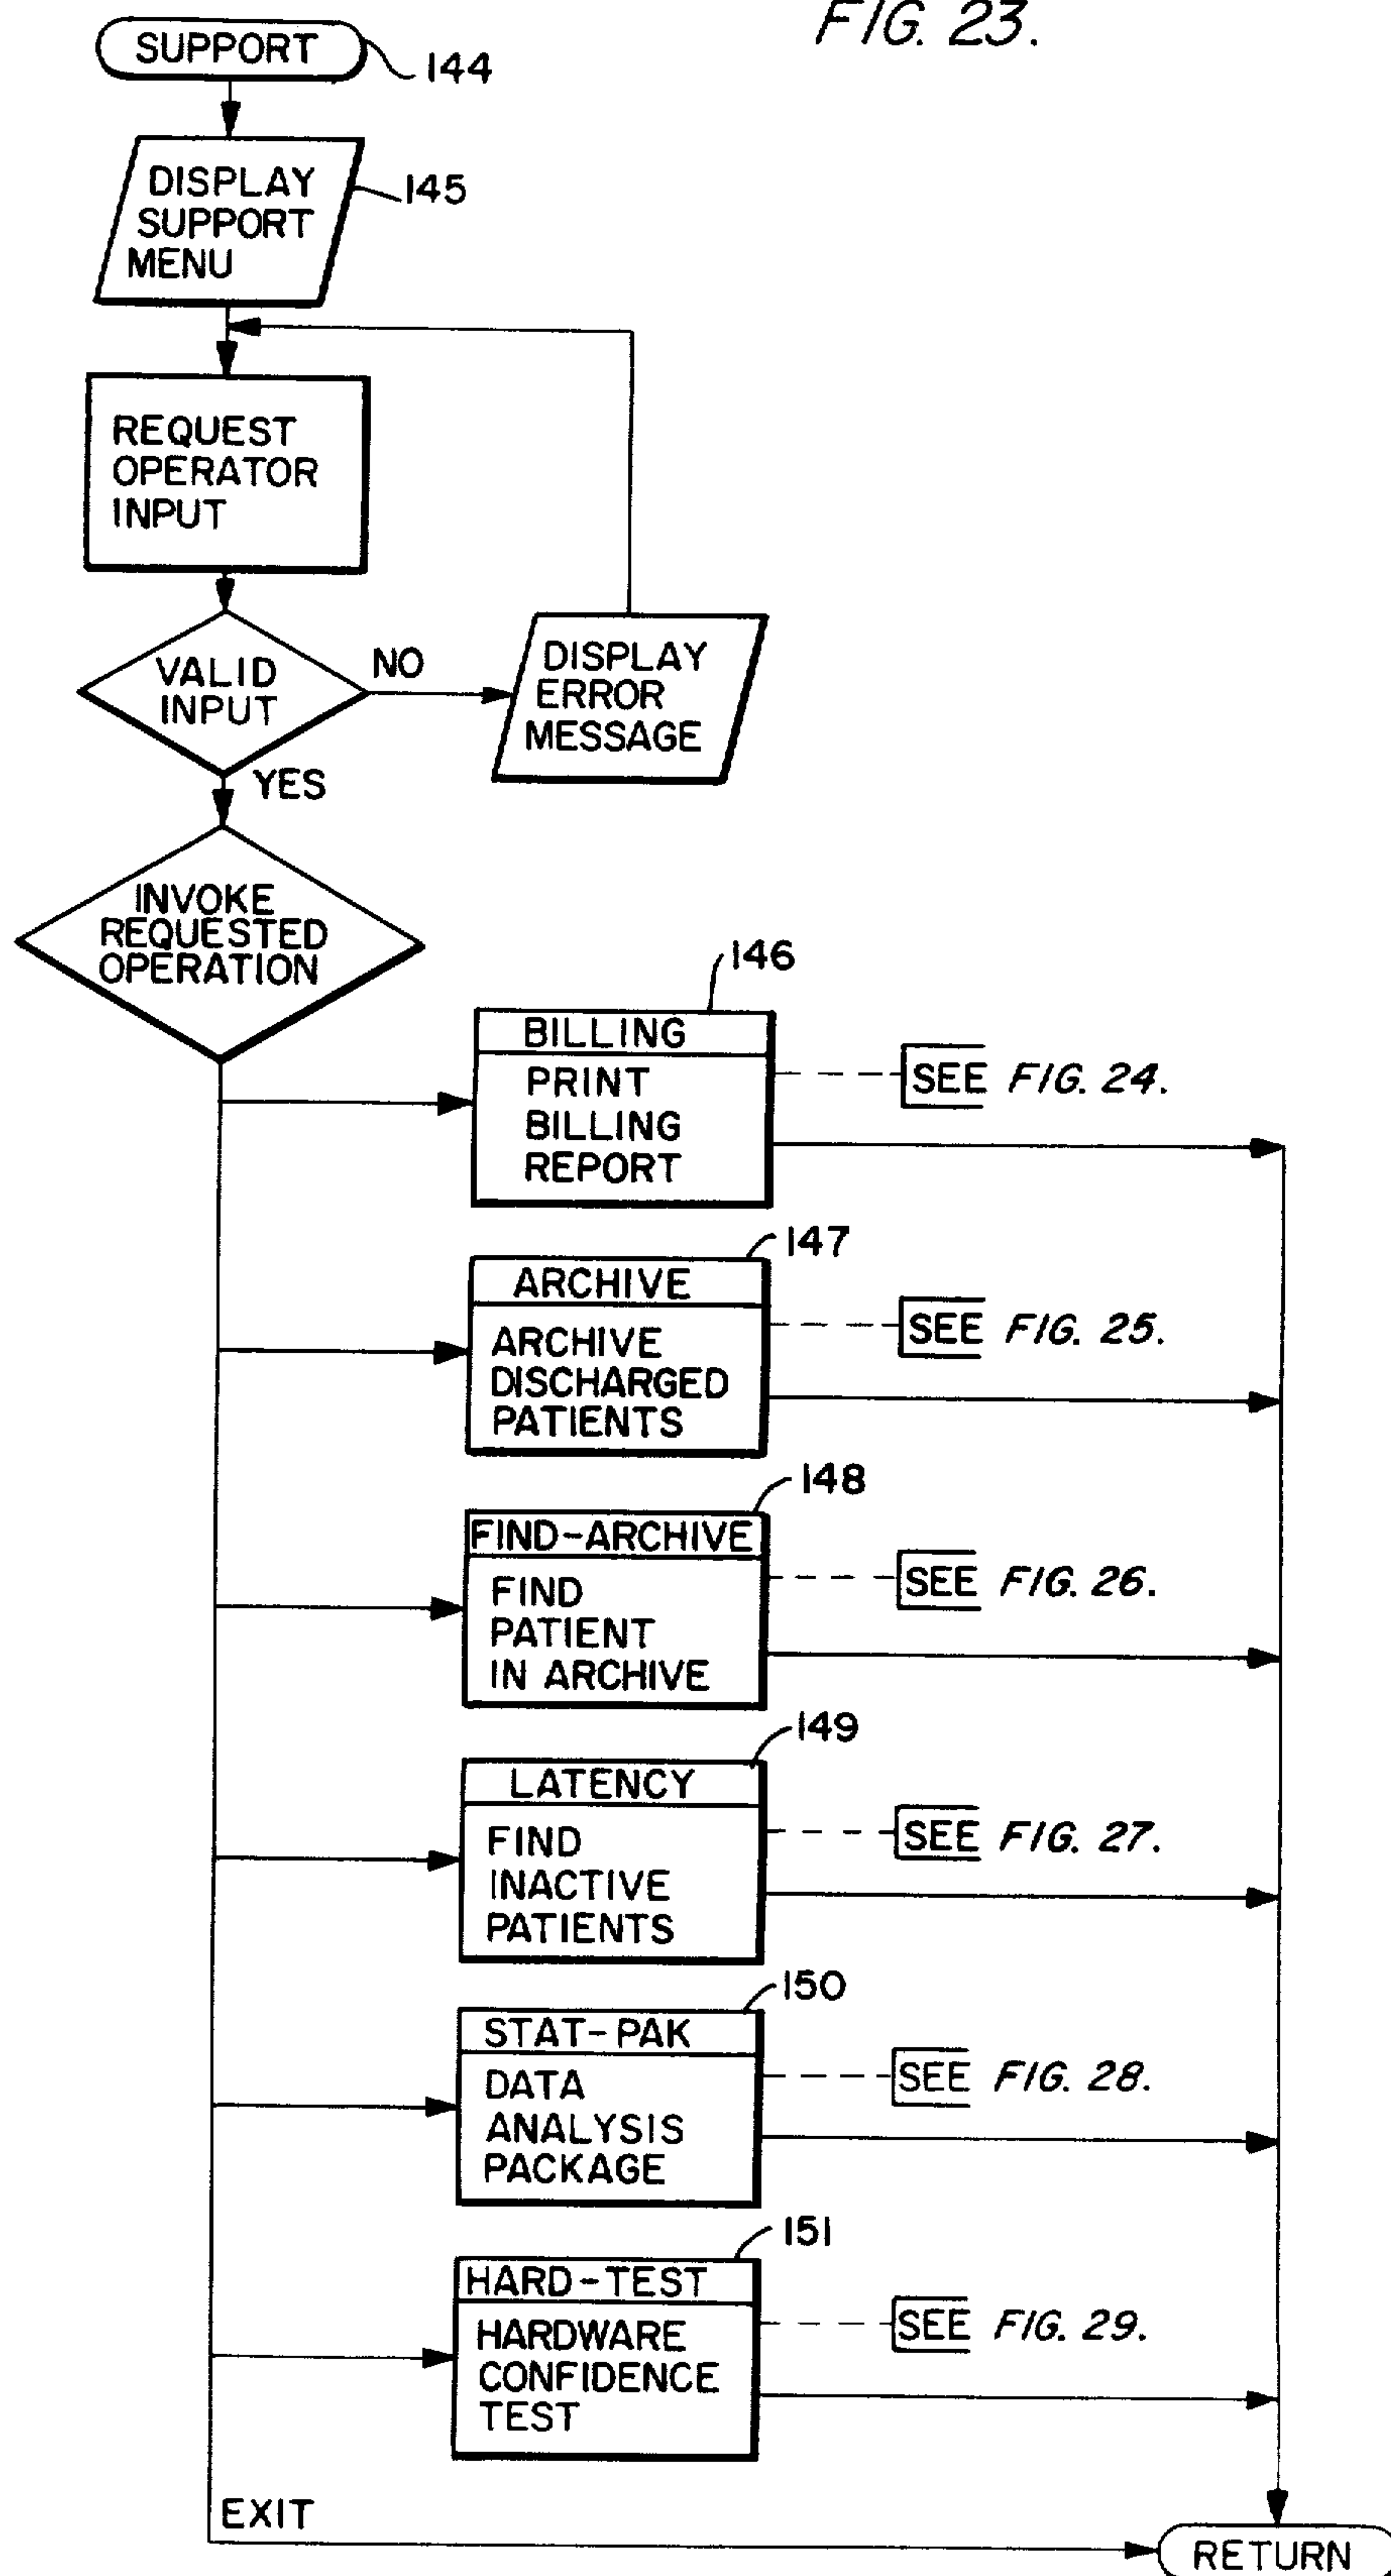 FIG. 23.
SUPPORT
144
DISPLAY
SUPPORT
MENU
145
REQUEST
OPERATOR
INPUT
VALID
INPUT
NO
DISPLAY
ERROR
MESSAGE
YES
INVOKE
REQUESTED
OPERATION
146
BILLING
PRINT
BILLING
REPORT
SEE FIG. 24.
147
ARCHIVE
ARCHIVE
DISCHARGED
PATIENTS
SEE FIG. 25.
148
FIND-ARCHIVE
FIND
PATIENT
IN ARCHIVE
SEE FIG. 26.
149
LATENCY
FIND
INACTIVE
PATIENTS
SEE FIG. 27.
150
STAT-PAK
DATA
ANALYSIS
PACKAGE
SEE FIG. 28.
151
HARD-TEST
HARDWARE
CONFIDENCE
TEST
SEE FIG. 29.
EXIT
RETURN